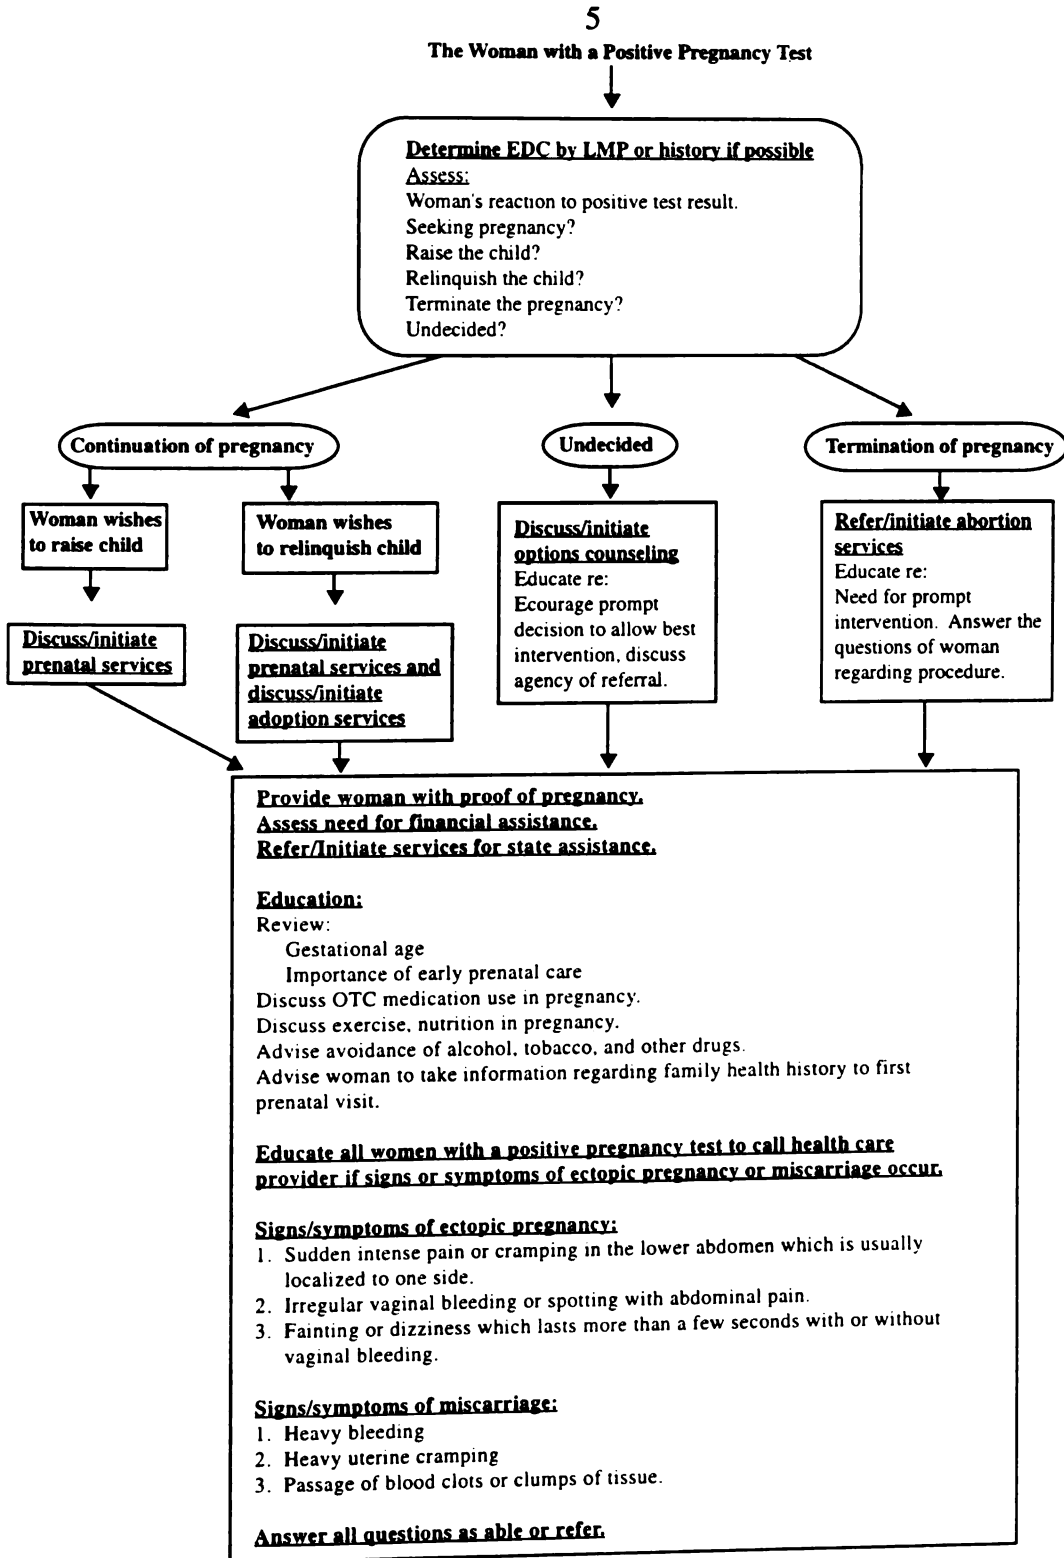 5
The Woman with a Positive Pregnancy Test
Determine EDC by LMP or history if possible
Assess:
Woman's reaction to positive test result.
Seeking pregnancy?
Raise the child?
Relinquish the child?
Terminate the pregnancy?
Undecided?
Continuation of pregnancy
Undecided
Termination of pregnancy
Woman wishes
to raise child
Woman wishes
to relinquish child
Discuss/initiate
prenatal services
Discuss/initiate
prenatal services and
discuss/initiate
adoption services
Discuss/initiate
options counseling
Educate re:
Ecourage prompt
decision to allow best
intervention, discuss
agency of referral.
Refer/initiate abortion
services
Educate re:
Need for prompt
intervention. Answer the
questions of woman
regarding procedure.
Provide woman with proof of pregnancy.
Assess need for financial assistance.
Refer/Initiate services for state assistance.
Education:
Review:
Gestational age
Importance of early prenatal care
Discuss OTC medication use in pregnancy.
Discuss exercise, nutrition in pregnancy.
Advise avoidance of alcohol, tobacco, and other drugs.
Advise woman to take information regarding family health history to first
prenatal visit.
Educate all women with a positive pregnancy test to call health care
provider if signs or symptoms of ectopic pregnancy or miscarriage occur.
Signs/symptoms of ectopic pregnancy:
1. Sudden intense pain or cramping in the lower abdomen which is usually
localized to one side.
2. Irregular vaginal bleeding or spotting with abdominal pain.
3. Fainting or dizziness which lasts more than a few seconds with or without
vaginal bleeding.
Signs/symptoms of miscarriage:
1. Heavy bleeding
2. Heavy uterine cramping
3. Passage of blood clots or clumps of tissue.
Answer all questions as able or refer.